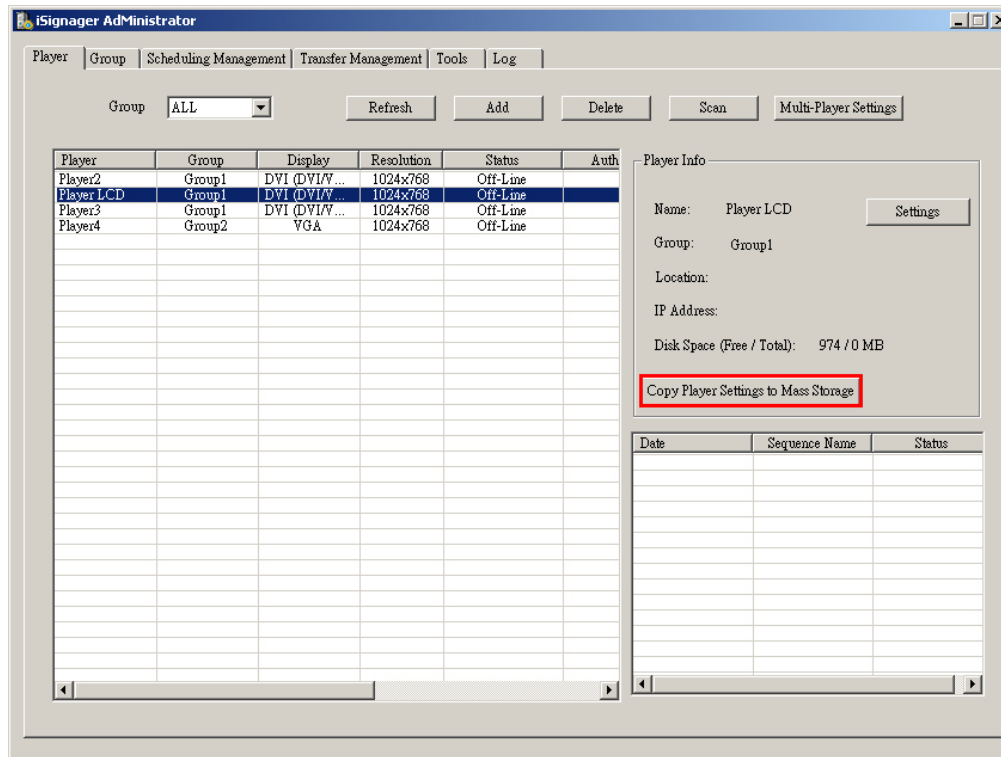 iSignager AdMinistrator
Player Group Scheduling Management Transfer Management Tools Log
Group ALL Refresh Add Delete Scan Multi-Player Settings
Player Group Display Resolution Status Auth
Player2 Group1 DVI (DVI/V... 1024x768 Off-Line
Player LCD Group1 DVI (DVI/V... 1024x768 Off-Line
Player3 Group1 DVI (DVI/V... 1024x768 Off-Line
Player4 Group2 VGA 1024x768 Off-Line
Player Info
Name: Player LCD Settings
Group: Group1
Location:
IP Address:
Disk Space (Free / Total): 974 / 0 MB
Copy Player Settings to Mass Storage
Date Sequence Name Status